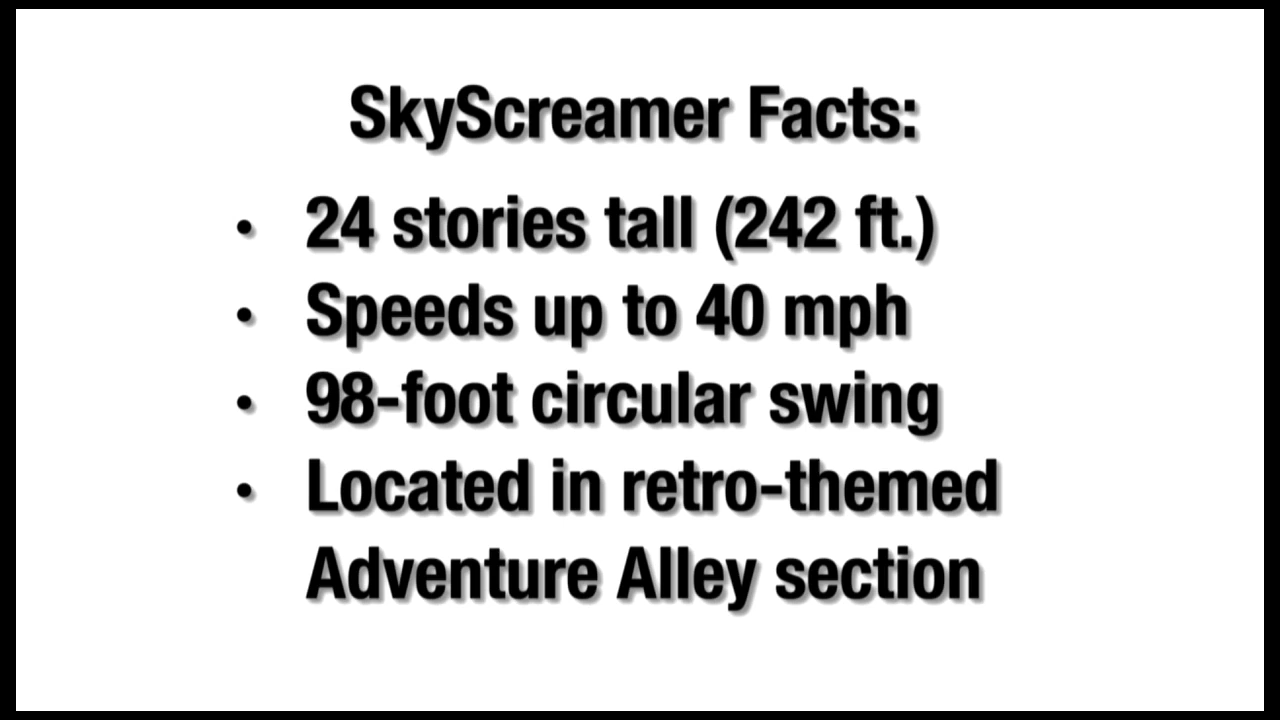 SkyScreamer Facts:
• 24 stories tall (242 ft.)
• Speeds up to 40 mph
• 98-foot circular swing
• Located in retro-themed
Adventure Alley section